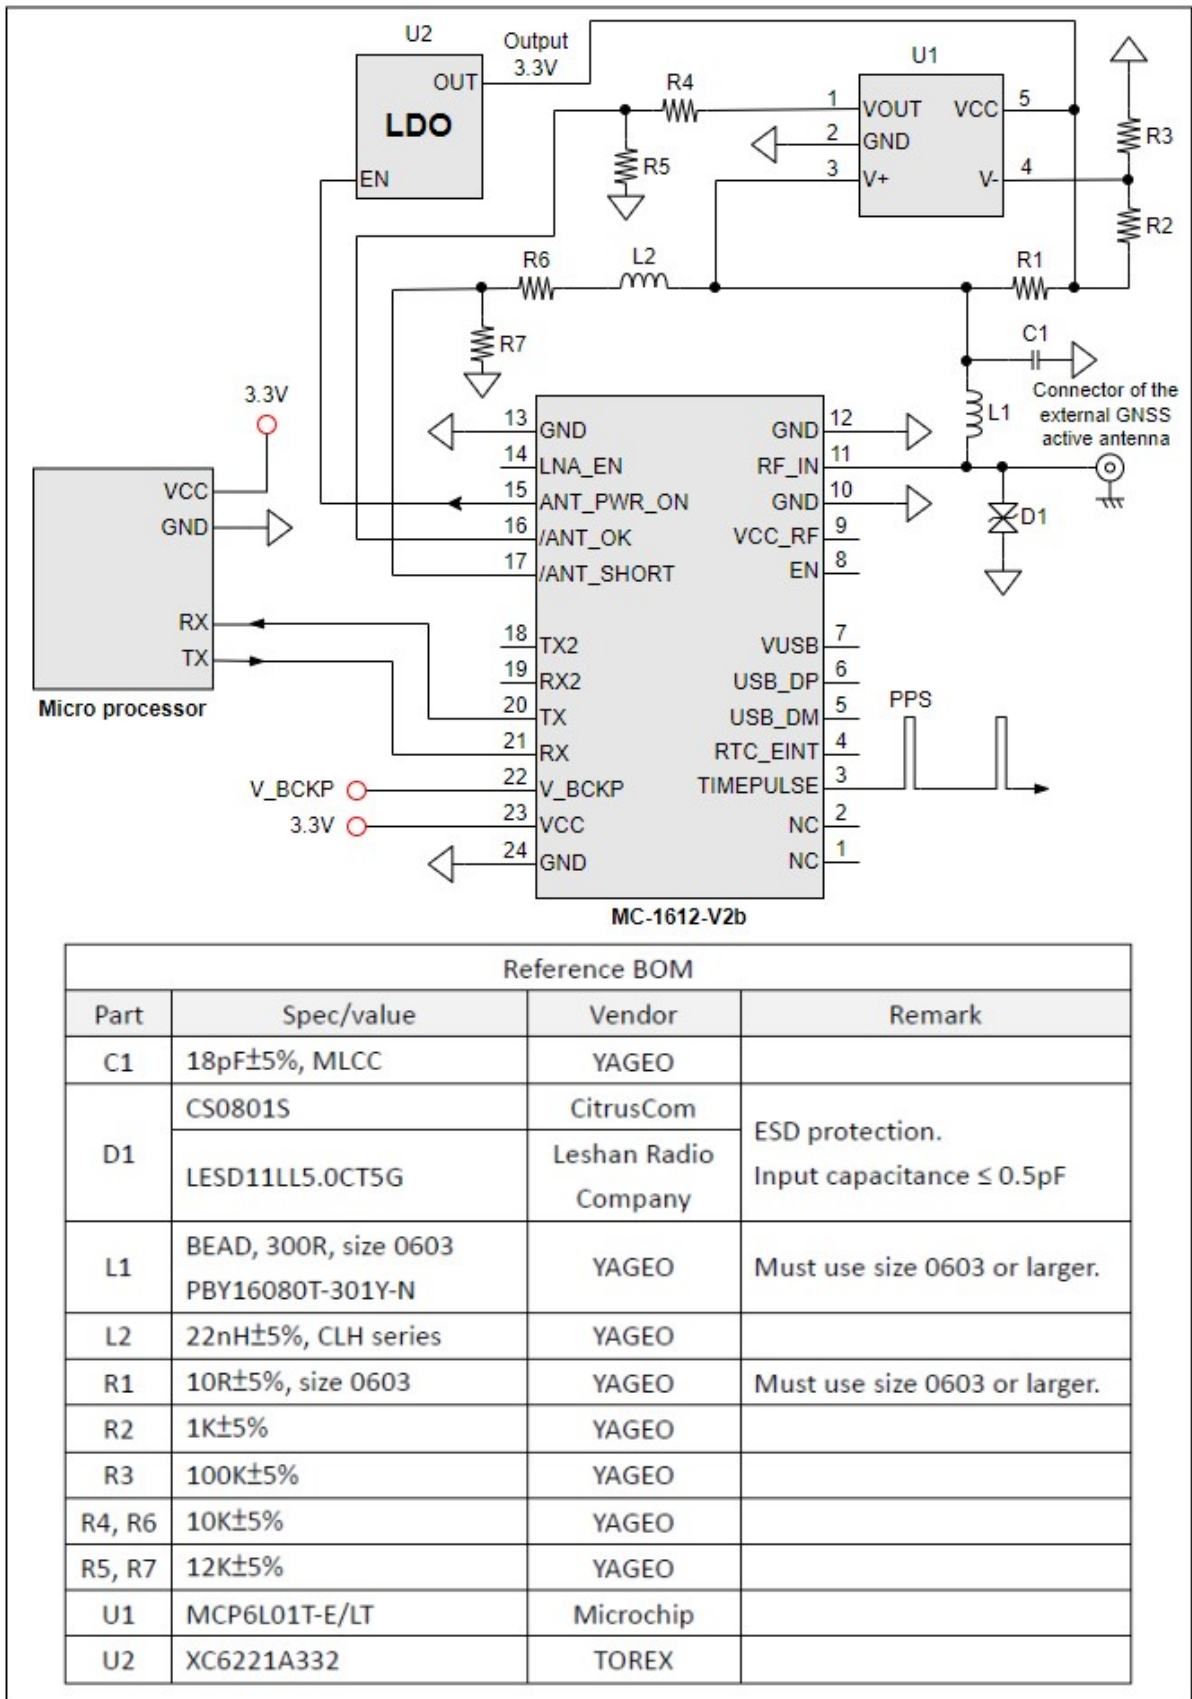 U2
Output
3.3V
OUT
LDO
EN
U1
R4
1
VOUT
VCC
5
2
GND
R3
R5
3
V+
V-
4
R2
R6
L2
R1
R7
C1
3.3V
L1
Connector of the
external GNSS
active antenna
VCC
GND
RX
TX
Micro processor
13
GND
GND
12
14
LNA_EN
RF_IN
11
15
ANT_PWR_ON
GND
10
D1
16
/ANT_OK
VCC_RF
9
17
/ANT_SHORT
EN
8
18
TX2
VUSB
7
19
RX2
USB_DP
6
20
TX
USB_DM
5
PPS
21
RX
RTC_EINT
4
V_BCKP
22
V_BCKP
TIMEPULSE
3
3.3V
23
VCC
NC
2
24
GND
NC
1
MC-1612-V2b
Reference BOM
Part Spec/value Vendor Remark
C1 18pF±5%, MLCC YAGEO
D1
CS0801S CitrusCom
LESD11LL5.0CT5G
Leshan Radio
Company
ESD protection.
Input capacitance ≤ 0.5pF
L1
BEAD, 300R, size 0603
PBY16080T-301Y-N
YAGEO Must use size 0603 or larger.
L2 22nH±5%, CLH series YAGEO
R1 10R±5%, size 0603 YAGEO Must use size 0603 or larger.
R2 1K±5% YAGEO
R3 100K±5% YAGEO
R4, R6 10K±5% YAGEO
R5, R7 12K±5% YAGEO
U1 MCP6L01T-E/LT Microchip
U2 XC6221A332 TOREX